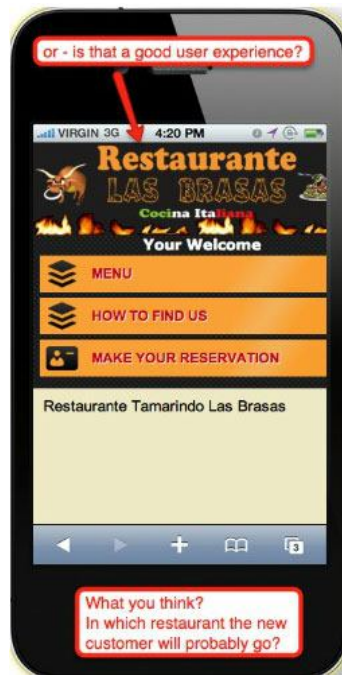 or - is that a good user experience?
VIRGIN 3G 4:20 PM
Restaurante
LAS BRASAS
Cocina Italiana
Your Welcome
MENU
HOW TO FIND US
MAKE YOUR RESERVATION
Restaurante Tamarindo Las Brasas
3
What you think?
In which restaurant the new
customer will probably go?